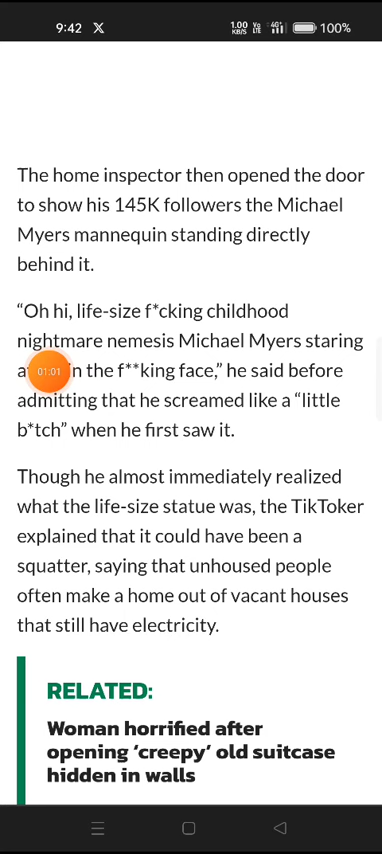 9:42 X 1.00 KB/S Vo LTE 4G+ 100%
The home inspector then opened the door
to show his 145K followers the Michael
Myers mannequin standing directly
behind it.
“Oh hi, life-size f*cking childhood
nightmare nemesis Michael Myers staring
01:01 in the f**king face,” he said before
admitting that he screamed like a “little
b*tch” when he first saw it.
Though he almost immediately realized
what the life-size statue was, the TikToker
explained that it could have been a
squatter, saying that unhoused people
often make a home out of vacant houses
that still have electricity.
RELATED:
Woman horrified after
opening ‘creepy’ old suitcase
hidden in walls